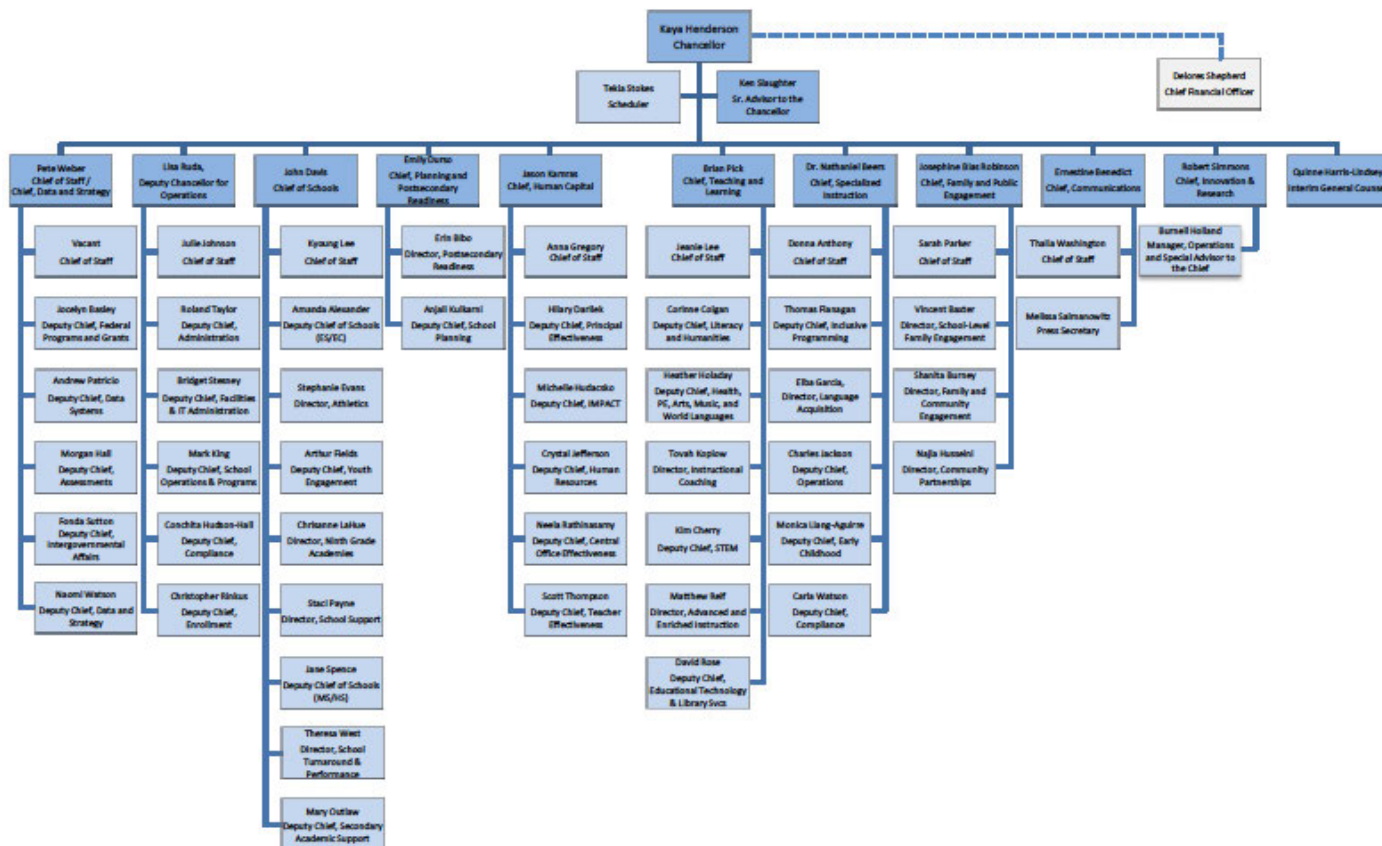 Kaya Henderson
Chancellor
Tekla Stokes
Scheduler
Ken Slaughter
Sr. Advisor to the
Chancellor
Delores Shepherd
Chief Financial Officer
Pete Weber
Chief of Staff /
Chief, Data and Strategy
Lisa Ruda,
Deputy Chancellor for
Operations
John Davis
Chief of Schools
Emily Durso
Chief, Planning and
Postsecondary
Readiness
Jason Kamras
Chief, Human Capital
Brian Pick
Chief, Teaching and
Learning
Dr. Nathaniel Beers
Chief, Specialized
Instruction
Josephine Bias Robinson
Chief, Family and Public
Engagement
Ernestine Benedict
Chief, Communications
Robert Simmons
Chief, Innovation &
Research
Quinne Harris-Lindsey
Interim General Counsel
Vacant
Chief of Staff
Jocelyn Basley
Deputy Chief, Federal
Programs and Grants
Andrew Patricio
Deputy Chief, Data
Systems
Morgan Hall
Deputy Chief,
Assessments
Fonda Sutton
Deputy Chief,
Intergovernmental
Affairs
Naomi Watson
Deputy Chief, Data and
Strategy
Julie Johnson
Chief of Staff
Roland Taylor
Deputy Chief,
Administration
Bridget Stesney
Deputy Chief, Facilities
& IT Administration
Mark King
Deputy Chief, School
Operations & Programs
Conchita Hudson-Hall
Deputy Chief,
Compliance
Christopher Rinkus
Deputy Chief,
Enrollment
Kyoung Lee
Chief of Staff
Amanda Alexander
Deputy Chief of Schools
(ES/EC)
Stephanie Evans
Director, Athletics
Arthur Fields
Deputy Chief, Youth
Engagement
Chrisanne LaHue
Director, Ninth Grade
Academies
Staci Payne
Director, School Support
Jane Spence
Deputy Chief of Schools
(MS/HS)
Theresa West
Director, School
Turnaround &
Performance
Mary Outlaw
Deputy Chief, Secondary
Academic Support
Erin Bibo
Director, Postsecondary
Readiness
Anjali Kulkarni
Deputy Chief, School
Planning
Anna Gregory
Chief of Staff
Hilary Darilek
Deputy Chief, Principal
Effectiveness
Michelle Hudacsko
Deputy Chief, IMPACT
Crystal Jefferson
Deputy Chief, Human
Resources
Neela Rathinasamy
Deputy Chief, Central
Office Effectiveness
Scott Thompson
Deputy Chief, Teacher
Effectiveness
Jeanie Lee
Chief of Staff
Corinne Colgan
Deputy Chief, Literacy
and Humanities
Heather Holaday
Deputy Chief, Health,
PE, Arts, Music, and
World Languages
Tovah Koplow
Director, Instructional
Coaching
Kim Cherry
Deputy Chief, STEM
Matthew Reif
Director, Advanced and
Enriched Instruction
David Rose
Deputy Chief,
Educational Technology
& Library Svcs
Donna Anthony
Chief of Staff
Thomas Flanagan
Deputy Chief, Inclusive
Programming
Elba Garcia,
Director, Language
Acquisition
Charles Jackson
Deputy Chief,
Operations
Monica Liang-Aguirre
Deputy Chief, Early
Childhood
Carla Watson
Deputy Chief,
Compliance
Sarah Parker
Chief of Staff
Vincent Baxter
Director, School-Level
Family Engagement
Shanita Burney
Director, Family and
Community
Engagement
Najla Husseini
Director, Community
Partnerships
Thalia Washington
Chief of Staff
Melissa Salmanowitz
Press Secretary
Burnell Holland
Manager, Operations
and Special Advisor to
the Chief